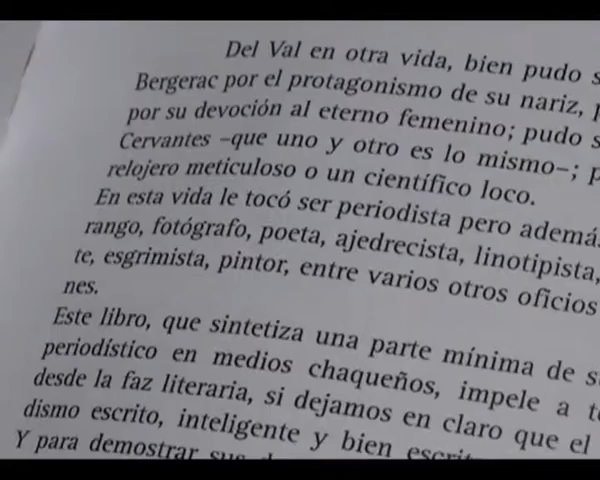 Del Val en otra vida, bien pudo
Bergerac por el protagonismo de su nariz,
por su devoción al eterno femenino; pudo
Cervantes –que uno y otro es lo mismo–;
relojero meticuloso o un científico loco.
En esta vida le tocó ser periodista pero ademá
rango, fotógrafo, poeta, ajedrecista, linotipista,
te, esgrimista, pintor, entre varios otros oficios
nes.
Este libro, que sintetiza una parte mínima de
periodístico en medios chaqueños, impele a
desde la faz literaria, si dejamos en claro que el
dismo escrito, inteligente y bien
Y para demostrar